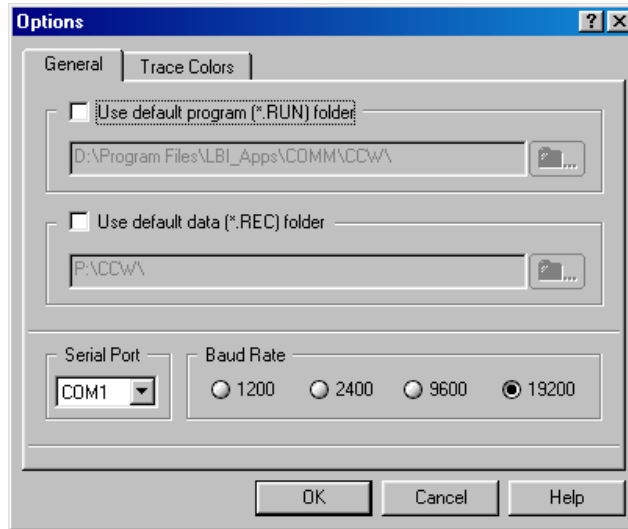 Options
General
Trace Colors
Use default program (*.RUN) folder
D:\Program Files\LBI_Apps\COMM\CCW\
...
Use default data (*.REC) folder
P:\CCW\
...
Serial Port
Baud Rate
COM1
1200
2400
9600
19200
OK
Cancel
Help